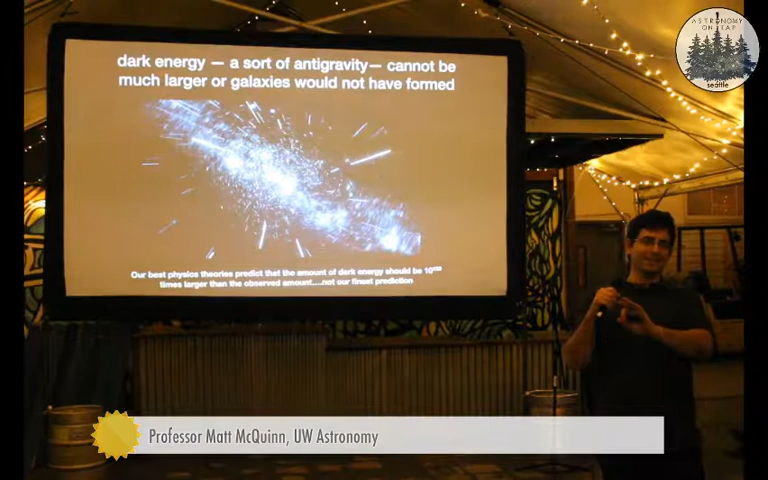 dark energy — a sort of antigravity— cannot be
much larger or galaxies would not have formed
Our best physics theories predict that the amount of dark energy should be
times larger than the observed amount....not our finest prediction
ASTRONOMY
ON TAP
seattle
Professor Matt McQuinn, UW Astronomy